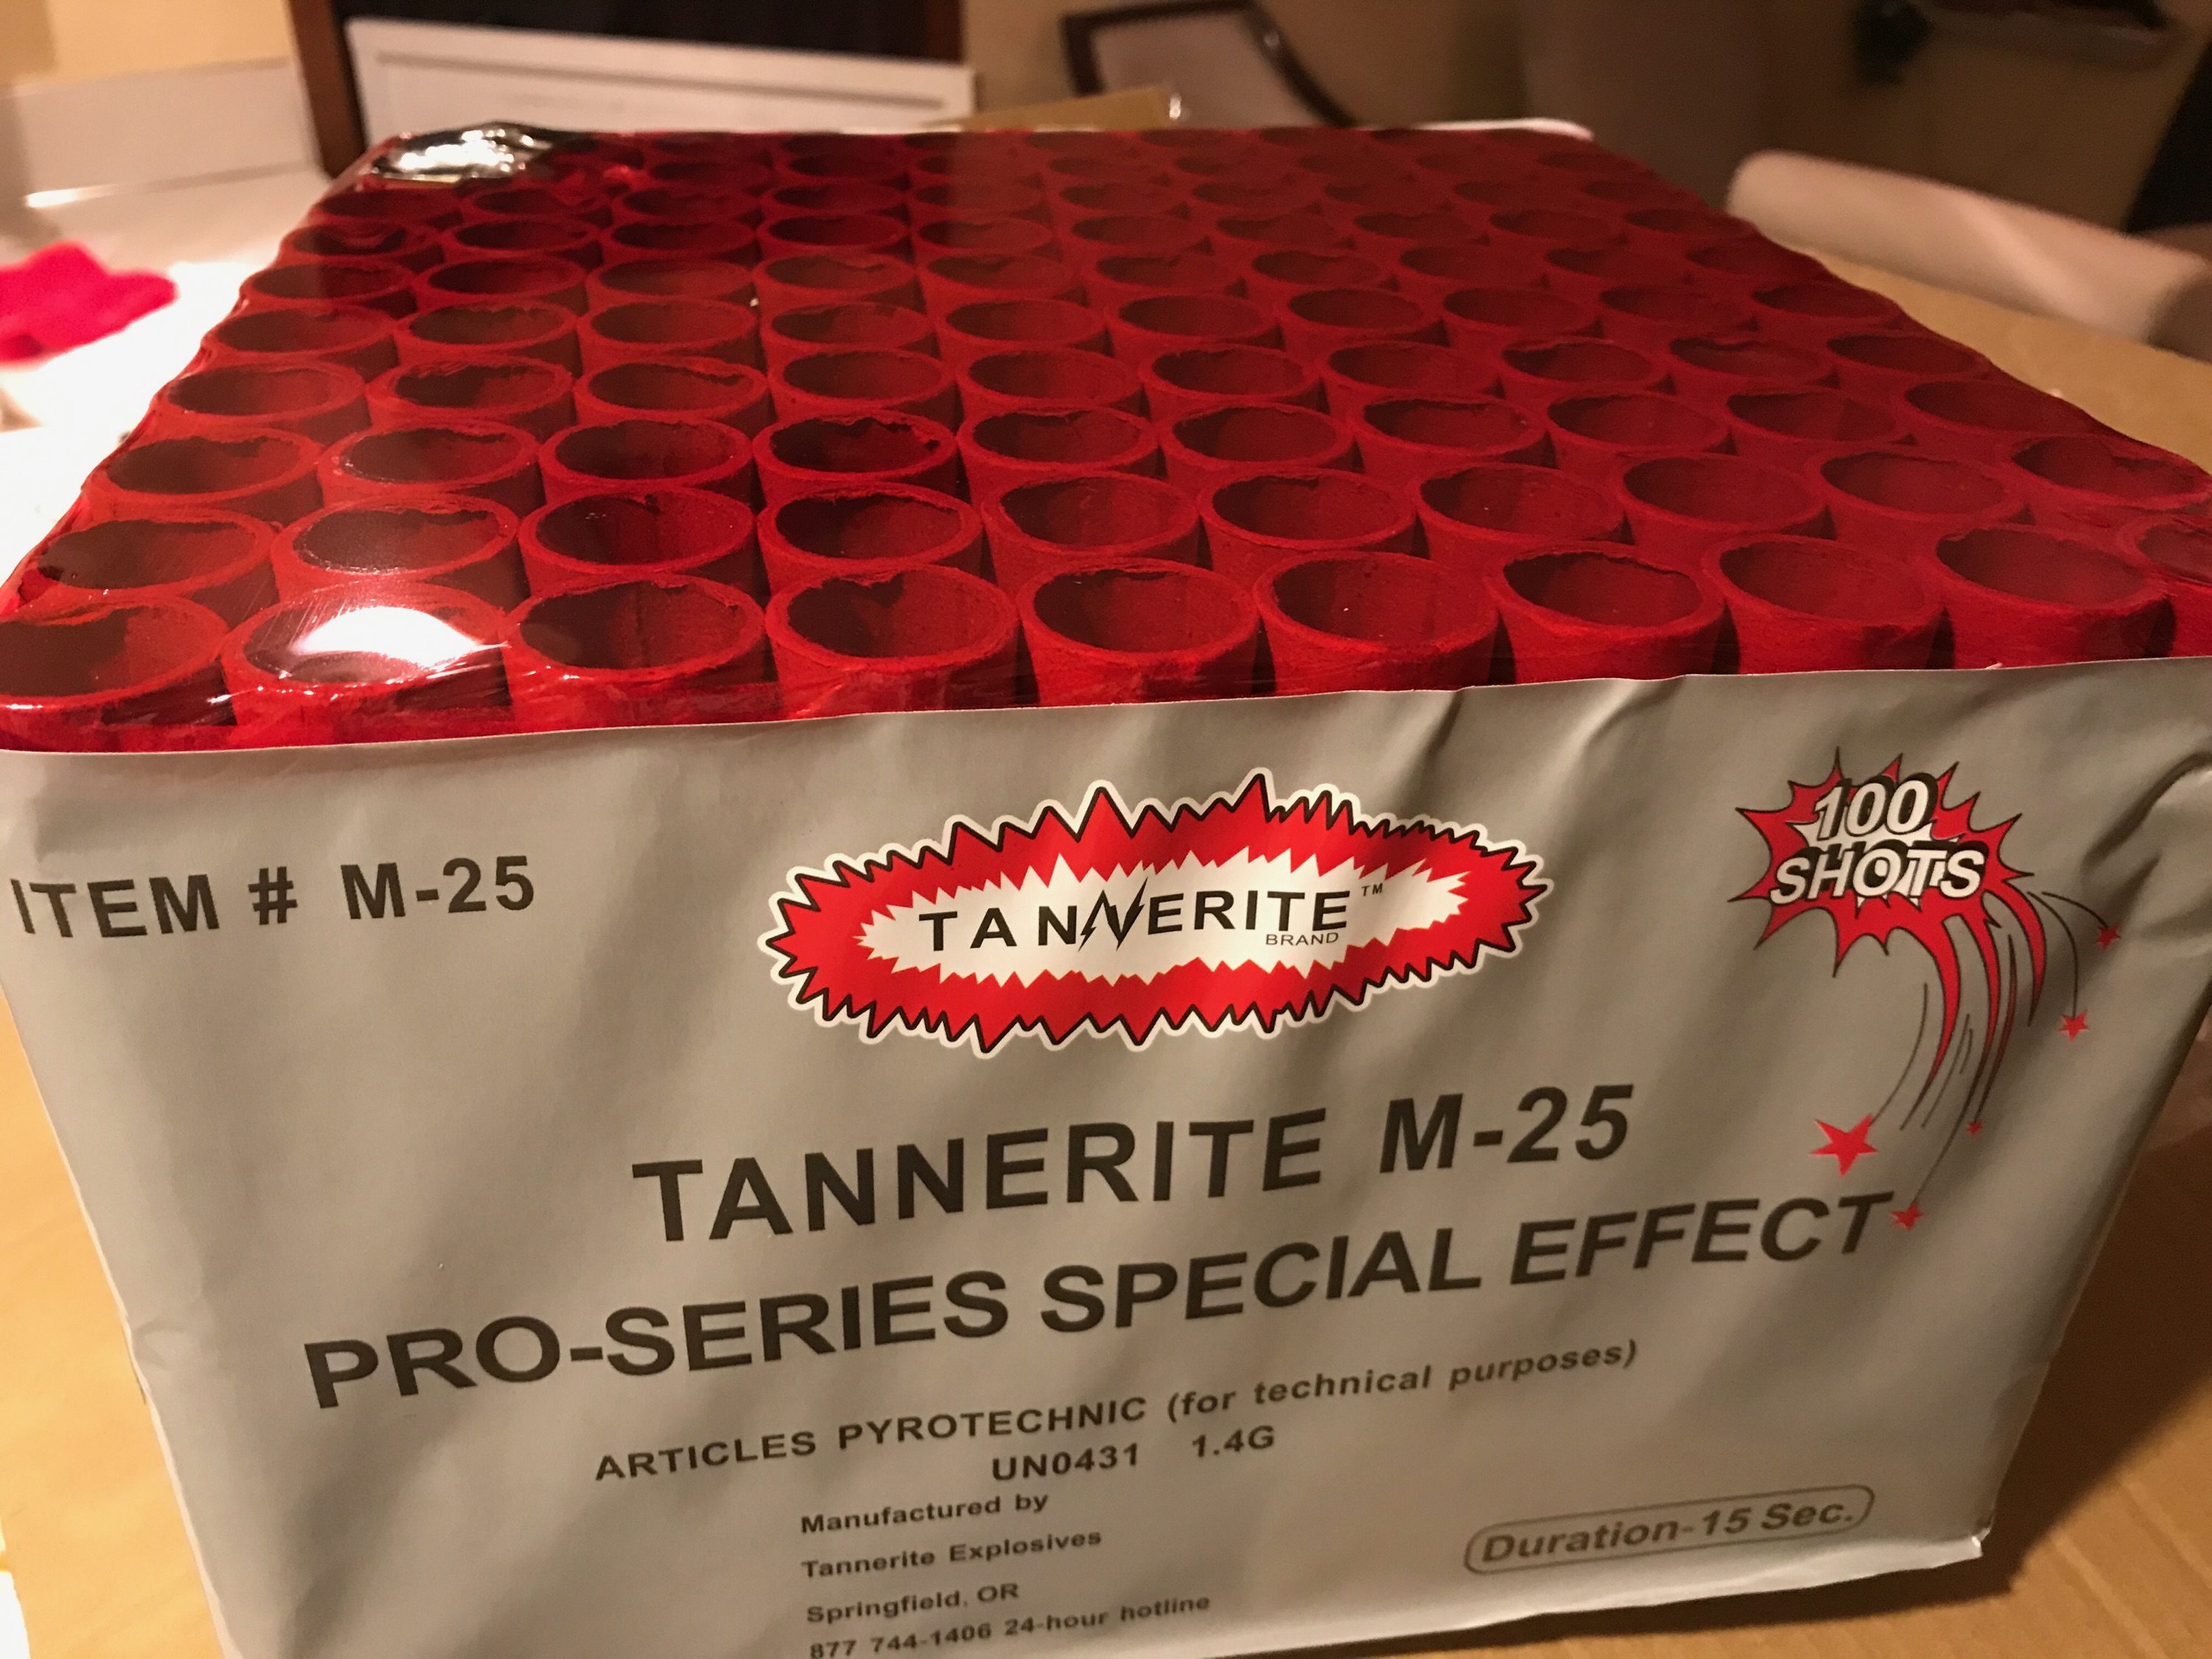 ITEM # M-25
TANNERITE™
BRAND
100
SHOTS
TANNERITE M-25
PRO-SERIES SPECIAL EFFECT
ARTICLES PYROTECHNIC (for technical purposes)
UN0431 1.4G
Manufactured by
Tannerite Explosives
Springfield, OR
877 744-1406 24-hour hotline
Duration-15 Sec.